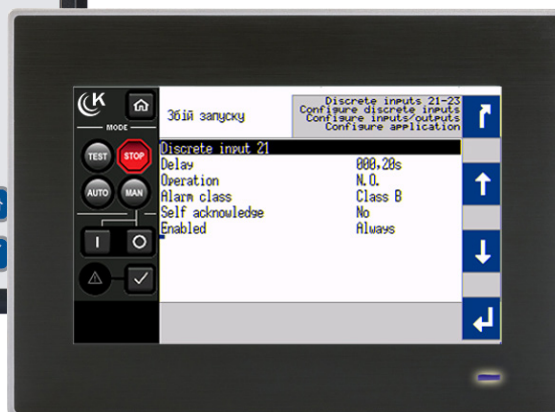 K
MODE
TEST
STOP
AUTO
MAN
I
O
Збій запуску
Discrete inputs 21-23
Configure discrete inputs
Configure inputs/outputs
Configure application
Discrete input 21
Delay 000,20s
Operation N.O.
Alarm class Class B
Self acknowledge No
Enabled Always